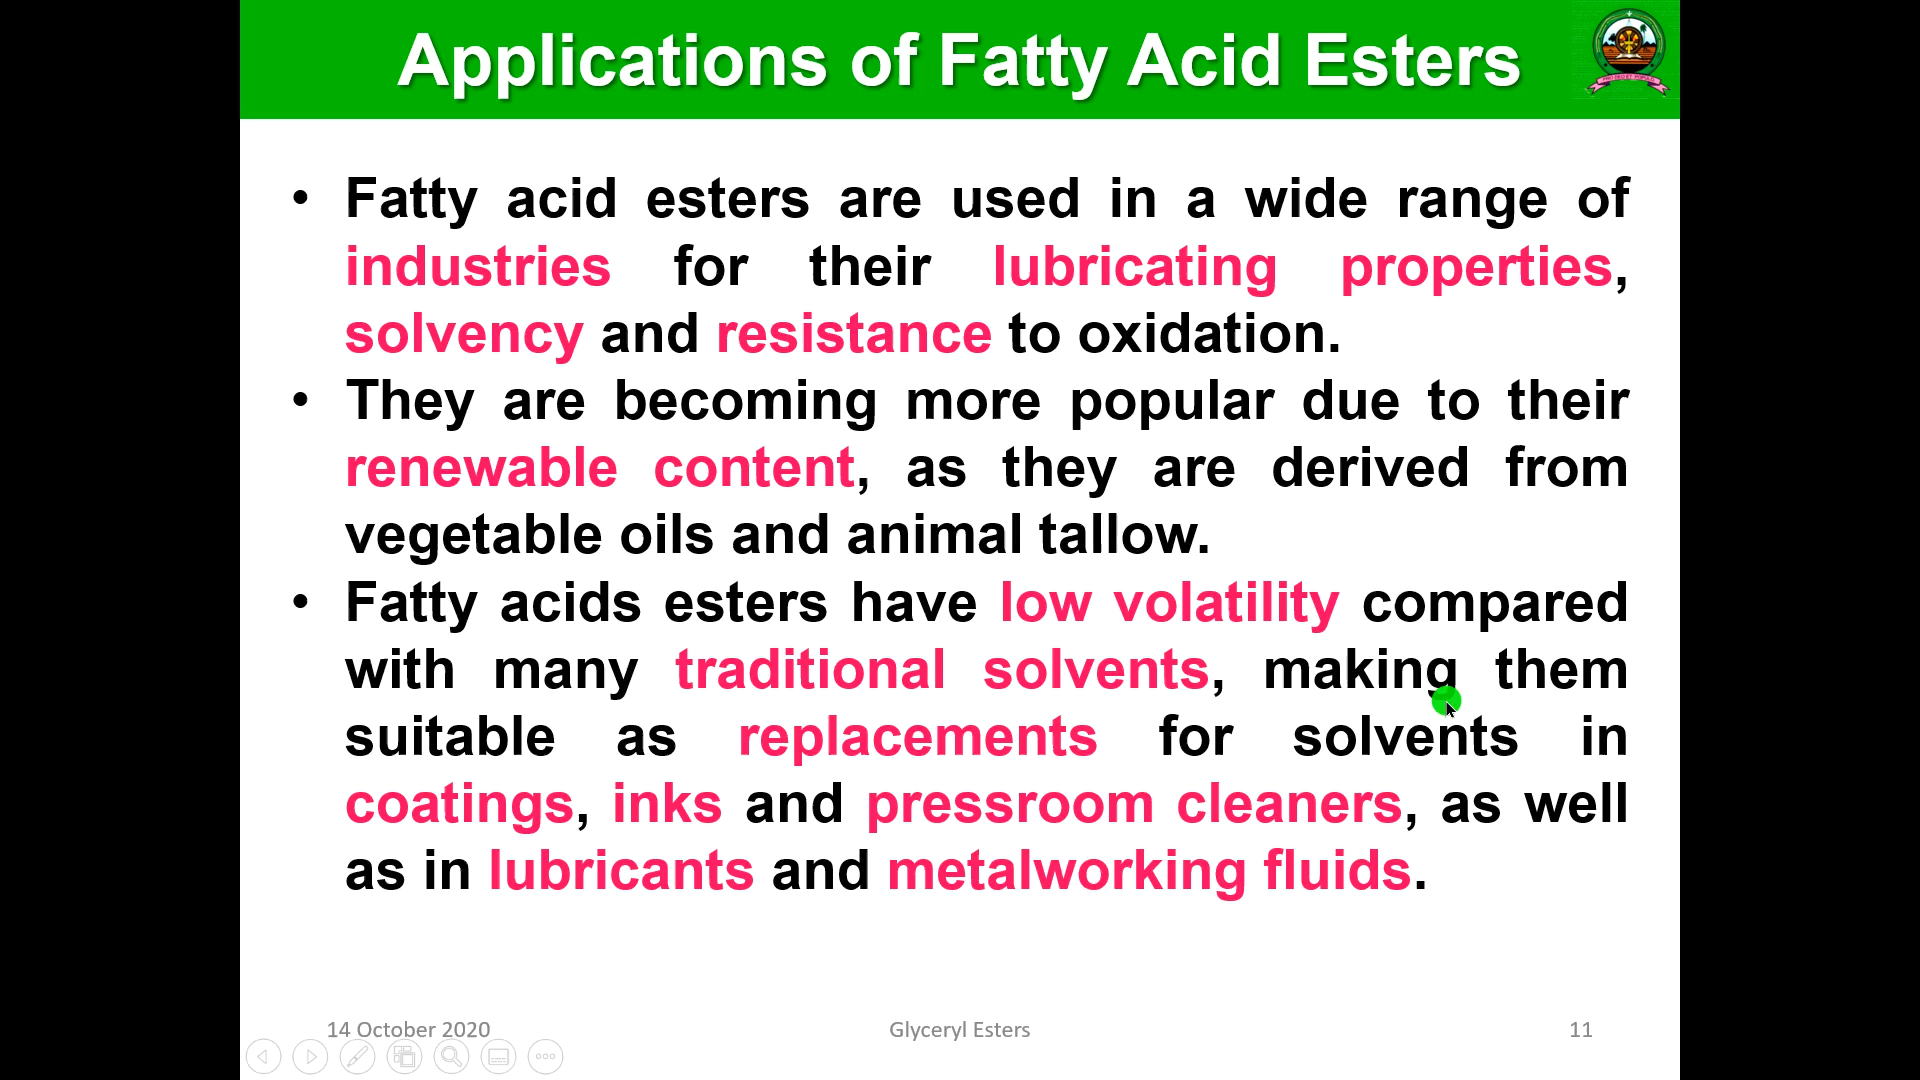 Applications of Fatty Acid Esters
• Fatty acid esters are used in a wide range of
industries for their lubricating properties,
solvency and resistance to oxidation.
• They are becoming more popular due to their
renewable content, as they are derived from
vegetable oils and animal tallow.
• Fatty acids esters have low volatility compared
with many traditional solvents, making them
suitable as replacements for solvents in
coatings, inks and pressroom cleaners, as well
as in lubricants and metalworking fluids.
14 October 2020
Glyceryl Esters
11